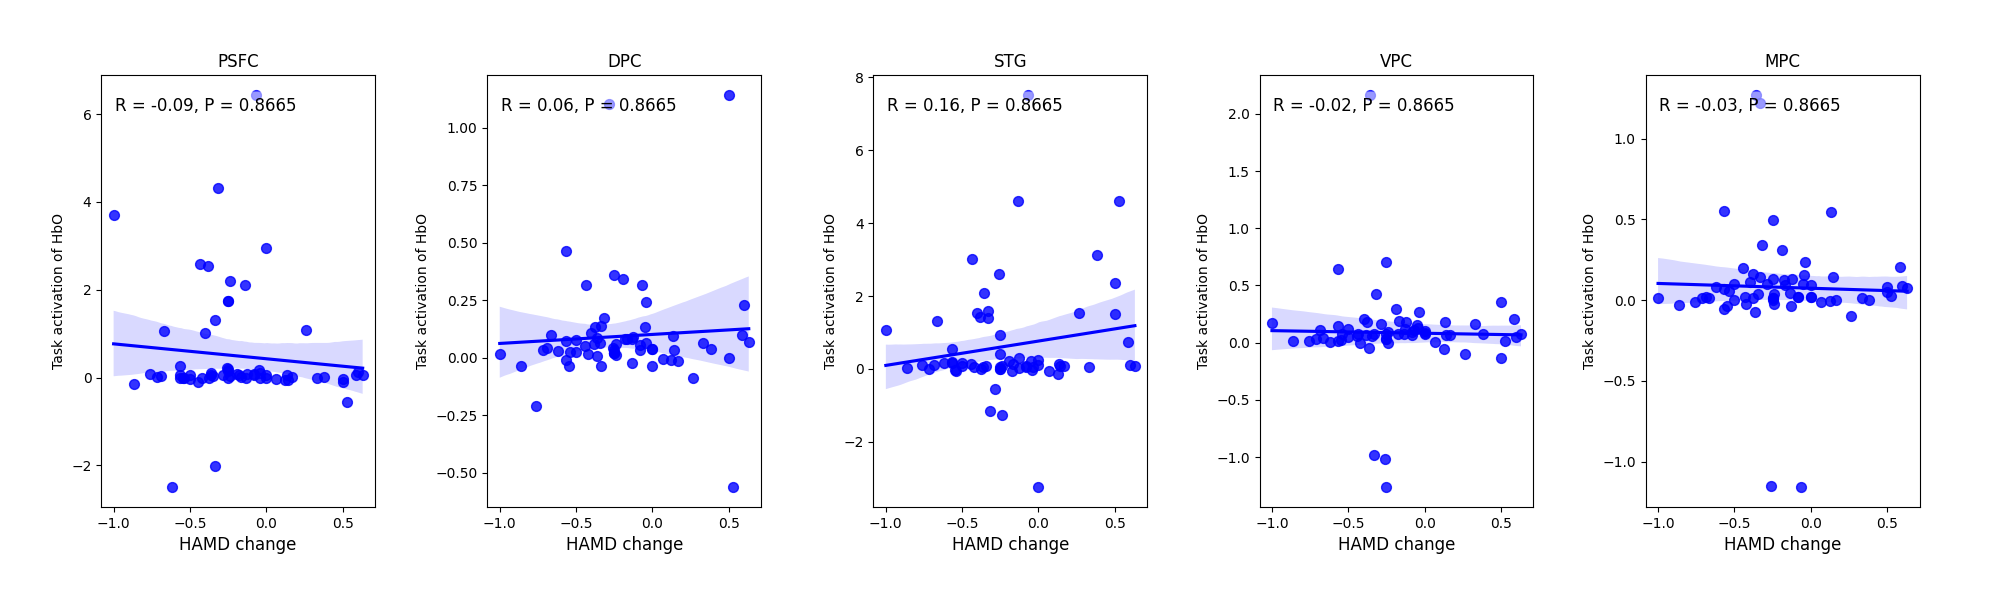 PSFC
R = -0.09, P = 0.8665
6
4
2
0
−2
Task activation of HbO
−1.0 −0.5 0.0 0.5
HAMD change
DPC
R = 0.06, P = 0.8665
1.00
0.75
0.50
0.25
0.00
−0.25
−0.50
Task activation of HbO
−1.0 −0.5 0.0 0.5
HAMD change
STG
R = 0.16, P = 0.8665
8
6
4
2
0
−2
Task activation of HbO
−1.0 −0.5 0.0 0.5
HAMD change
VPC
R = -0.02, P = 0.8665
2.0
1.5
1.0
0.5
0.0
−0.5
−1.0
Task activation of HbO
−1.0 −0.5 0.0 0.5
HAMD change
MPC
R = -0.03, P = 0.8665
1.0
0.5
0.0
−0.5
−1.0
Task activation of HbO
−1.0 −0.5 0.0 0.5
HAMD change